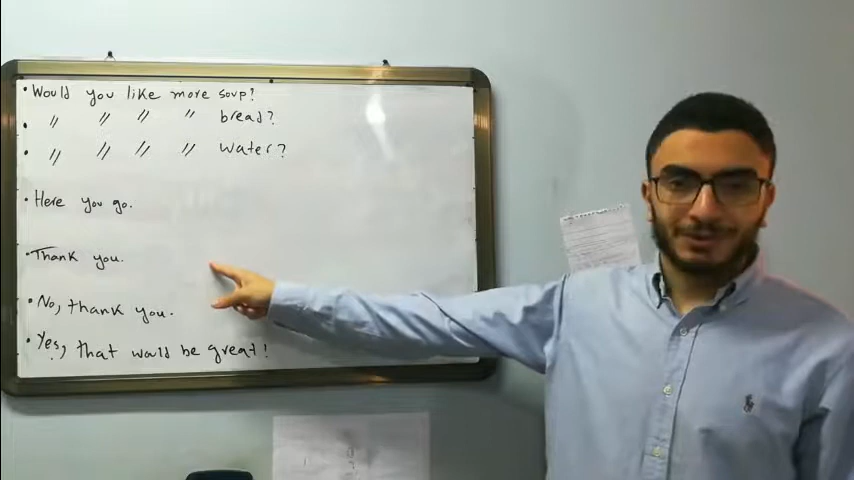 • Would you like more soup?
• " " " " bread?
• " " " " water?
• Here you go.
• Thank you.
• No, thank you.
• Yes, that would be great!